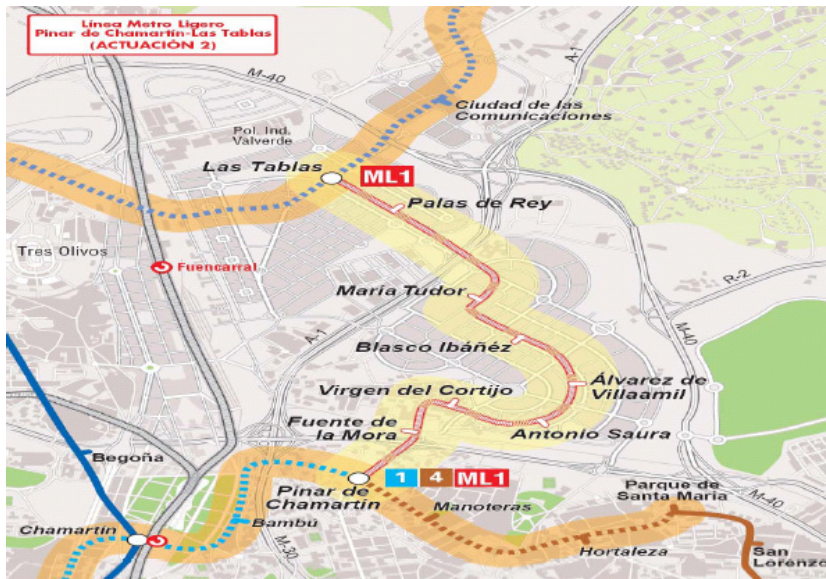 Línea Metro Ligero
Pinar de Chamartín-Las Tablas
(ACTUACIÓN 2)
M-40
A-1
Ciudad de las
Comunicaciones
Pol. Ind.
Valverde
Las Tablas
ML1
Palas de Rey
Tres Olivos
Fuencarral
R-2
María Tudor
A-1
M-40
Blasco Ibáñéz
Virgen del Cortijo
Álvarez de
Villaamil
Fuente de
la Mora
Antonio Saura
Begoña
1 4 ML1
Pinar de
Chamartín
Parque de
Santa María
M-40
Manoteras
Chamartín
Bambú
M-30
Hortaleza
San
Lorenzo